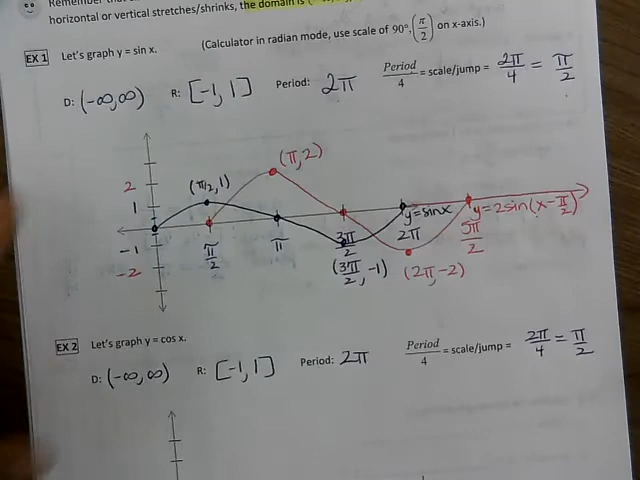 Remember that
horizontal or vertical stretches/shrinks, the domain is
EX 1 Let's graph y = sin x. (Calculator in radian mode, use scale of 90°, (π/2) on x-axis.)
D: (-∞,∞) R: [-1, 1] Period: 2π Period/4 = scale/jump = 2π/4 = π/2
(π, 2)
2 (π/2, 1)
1 y=sinx y=2sin(x-π/2)
-1 π/2 π 3π/2 2π 5π/2
-2 (3π/2, -1) (2π, -2)
EX 2 Let's graph y = cos x.
D: (-∞, ∞) R: [-1, 1] Period: 2π Period/4 = scale/jump = 2π/4 = π/2